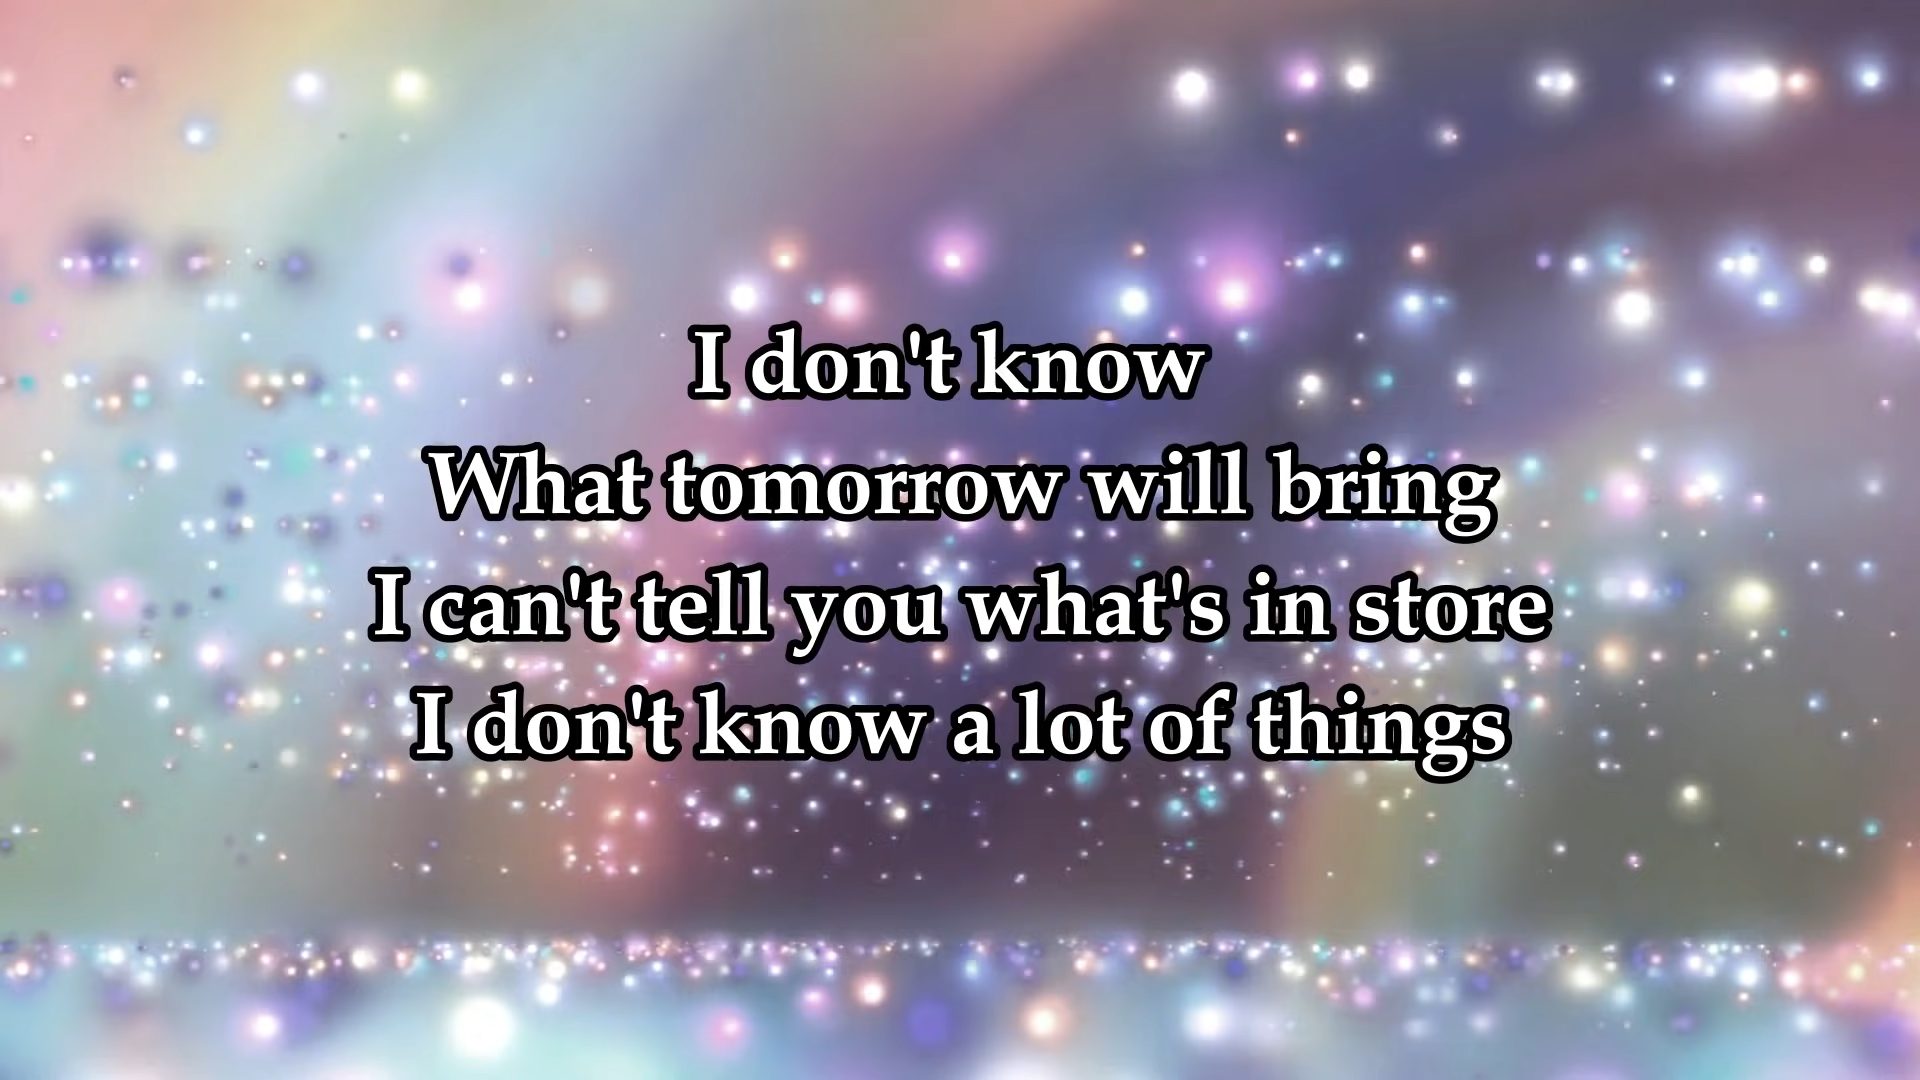 I don't know
What tomorrow will bring
I can't tell you what's in store
I don't know a lot of things